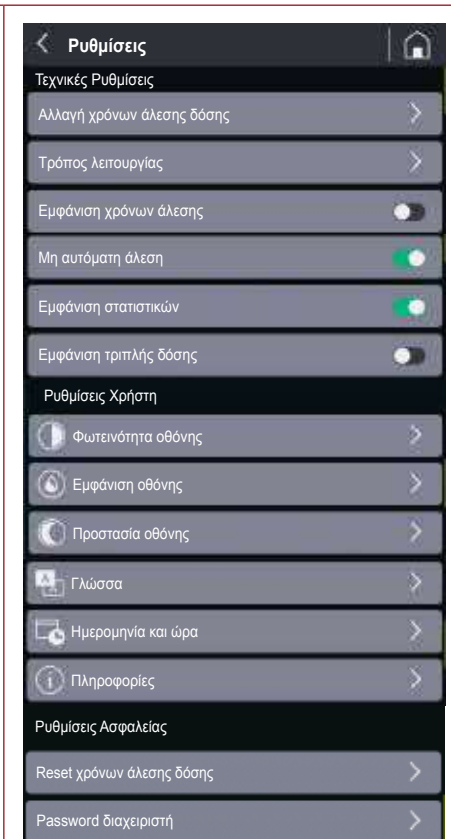 Ρυθμίσεις
Τεχνικές Ρυθμίσεις
Αλλαγή χρόνων άλεσης δόσης
Τρόπος λειτουργίας
Εμφάνιση χρόνων άλεσης
Μη αυτόματη άλεση
Εμφάνιση στατιστικών
Εμφάνιση τριπλής δόσης
Ρυθμίσεις Χρήστη
Φωτεινότητα οθόνης
Εμφάνιση οθόνης
Προστασία οθόνης
Γλώσσα
Ημερομηνία και ώρα
Πληροφορίες
Ρυθμίσεις Ασφαλείας
Reset χρόνων άλεσης δόσης
Password διαχειριστή